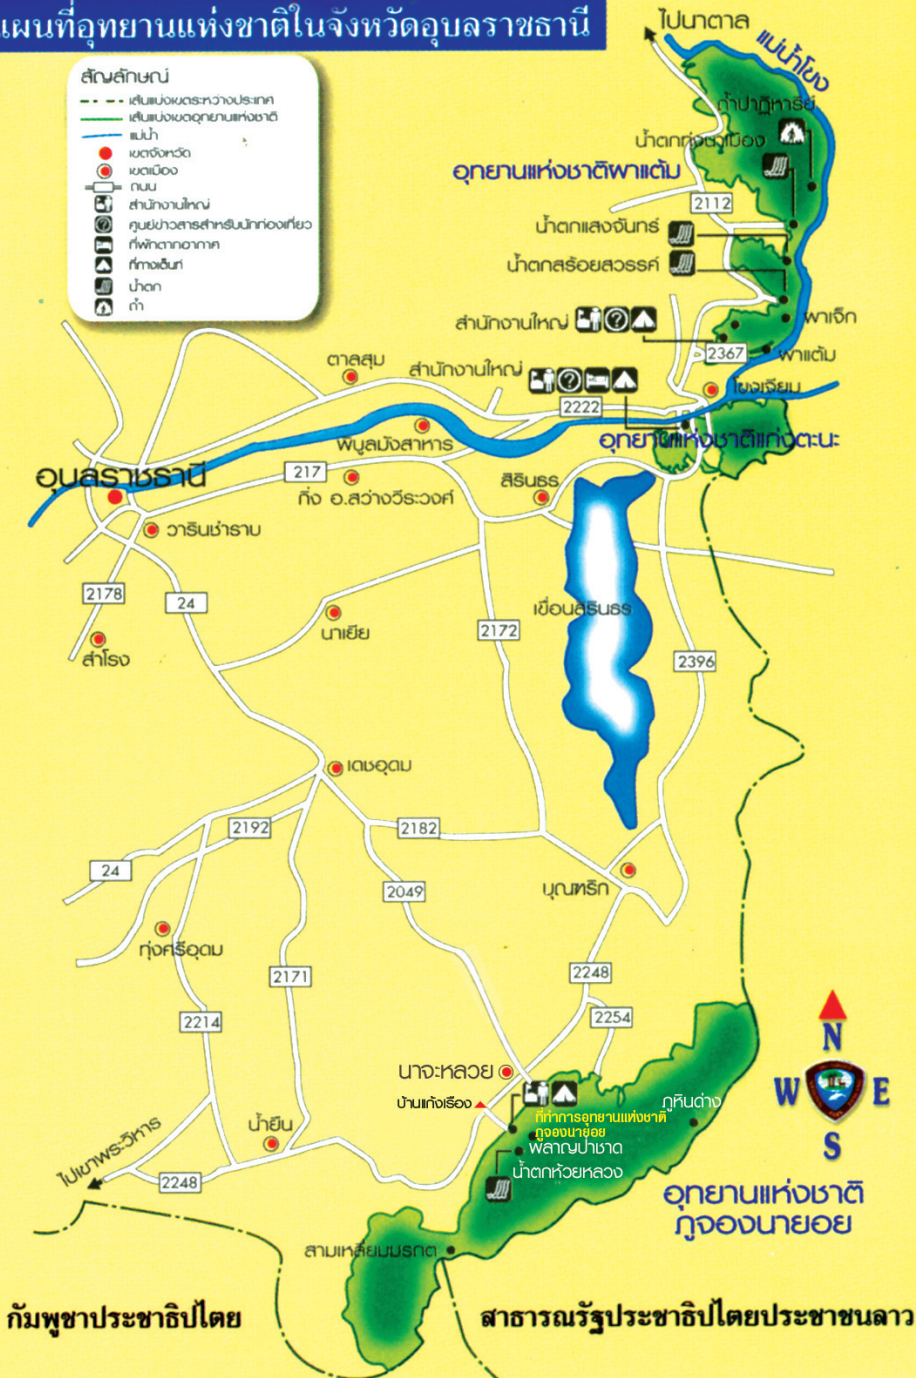 แผนที่อุทยานแห่งชาติในจังหวัดอุบลราชธานี
สัญลักษณ์
เส้นแบ่งเขตระหว่างประเทศ
เส้นแบ่งเขตอุทยานแห่งชาติ
แม่น้ำ
เขตจังหวัด
เขตเมือง
ถนน
สำนักงานใหญ่
ศูนย์ข่าวสารสำหรับนักท่องเที่ยว
ที่พักตากอากาศ
ที่กางเต็นท์
น้ำตก
ถ้ำ
ไปนาตาล
แม่น้ำโขง
ถ้ำปาฏิหาริย์
น้ำตกทุ่งนาเมือง
อุทยานแห่งชาติผาแต้ม
2112
น้ำตกแสงจันทร์
น้ำตกสร้อยสวรรค์
สำนักงานใหญ่
ผาเจ็ก
2367
ผาแต้ม
ตาลสุม
สำนักงานใหญ่
โขงเจียม
2222
พิบูลมังสาหาร
อุทยานแห่งชาติแก่งตะนะ
อุบลราชธานี
217
กิ่ง อ.สว่างวีระวงศ์
สิรินธร
วารินชำราบ
2178
24
นาเยีย
2172
เขื่อนสิรินธร
2396
สำโรง
เดชอุดม
2192
2182
24
2049
บุณฑริก
ทุ่งศรีอุดม
2171
2248
2214
2254
N
W
E
S
นาจะหลวย
บ้านแก้งเรือง
ที่ทำการอุทยานแห่งชาติ
ภูจองนายอย
ภูหินด่าง
พลาญป่าชาด
น้ำตกห้วยหลวง
น้ำยืน
ไปเขาพระวิหาร
2248
อุทยานแห่งชาติ
ภูจองนายอย
สามเหลี่ยมมรกต
กัมพูชาประชาธิปไตย
สาธารณรัฐประชาธิปไตยประชาชนลาว